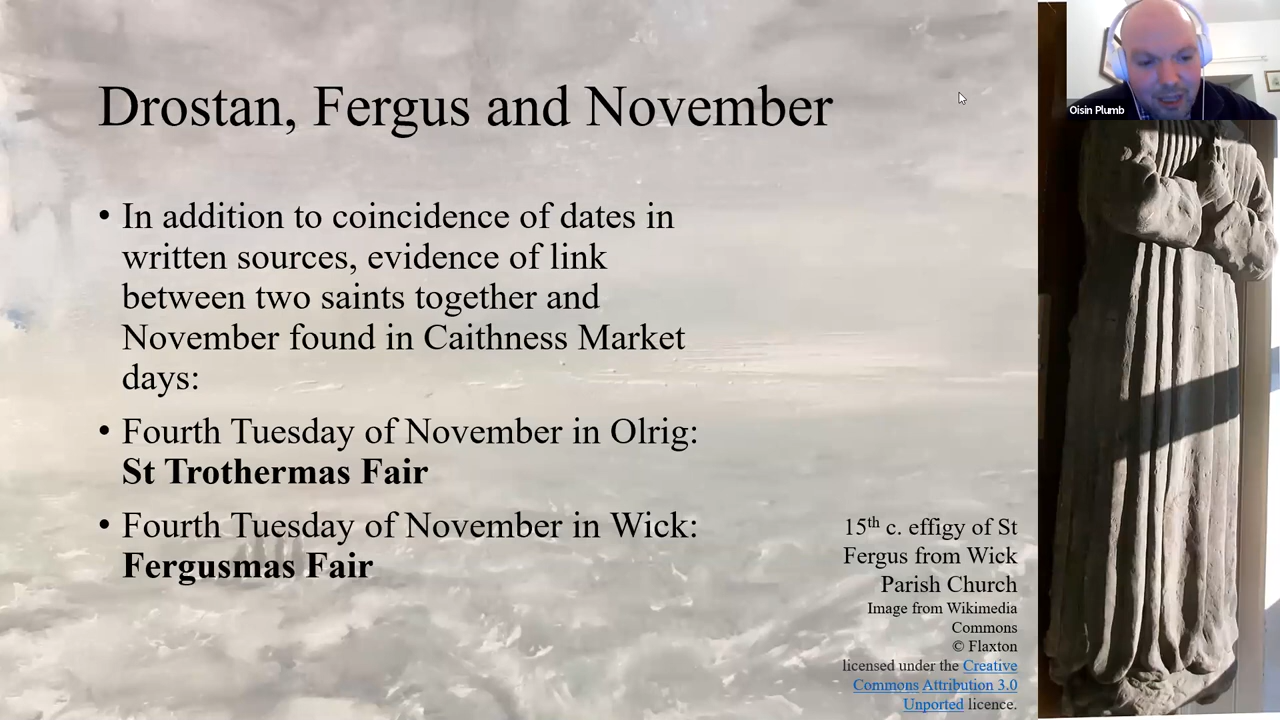 Drostan, Fergus and November
• In addition to coincidence of dates in
written sources, evidence of link
between two saints together and
November found in Caithness Market
days:
• Fourth Tuesday of November in Olrig:
St Trothermas Fair
• Fourth Tuesday of November in Wick:
Fergusmas Fair
15th c. effigy of St
Fergus from Wick
Parish Church
Image from Wikimedia
Commons
© Flaxton
licensed under the Creative
Commons Attribution 3.0
Unported licence.
Oisin Plumb